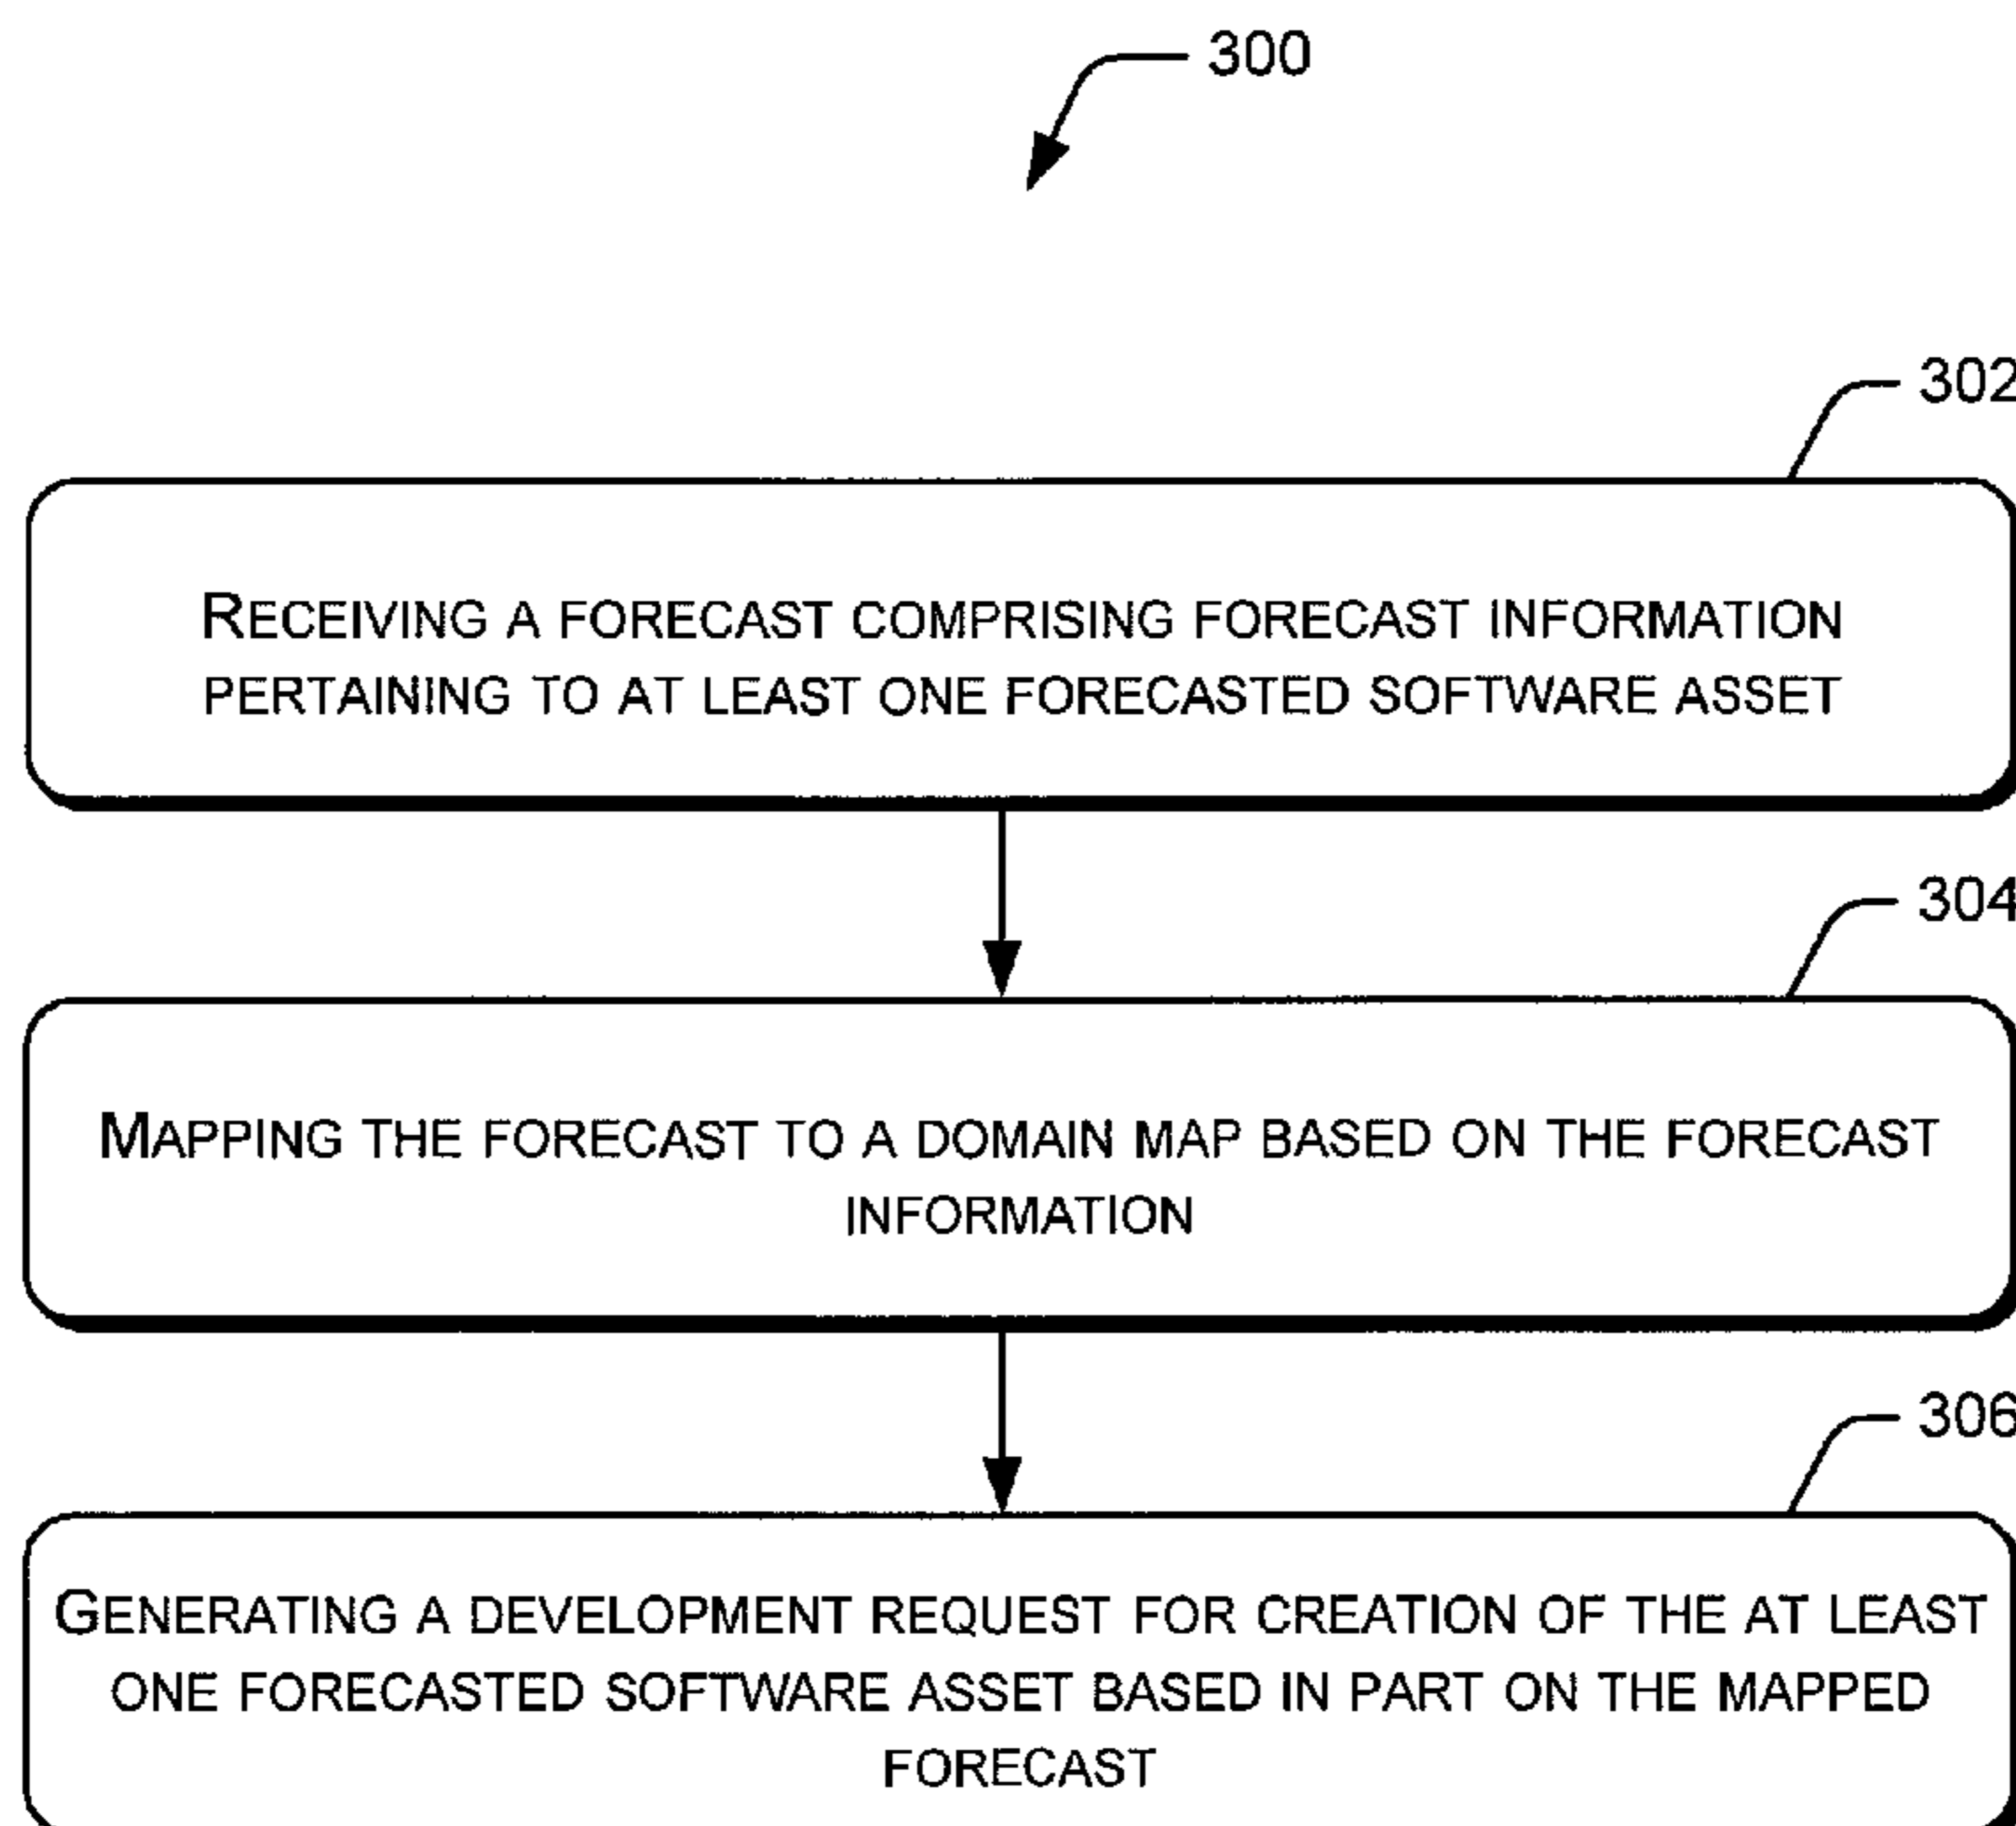 300
302
RECEIVING A FORECAST COMPRISING FORECAST INFORMATION
PERTAINING TO AT LEAST ONE FORECASTED SOFTWARE ASSET
304
MAPPING THE FORECAST TO A DOMAIN MAP BASED ON THE FORECAST
INFORMATION
306
GENERATING A DEVELOPMENT REQUEST FOR CREATION OF THE AT LEAST
ONE FORECASTED SOFTWARE ASSET BASED IN PART ON THE MAPPED
FORECAST